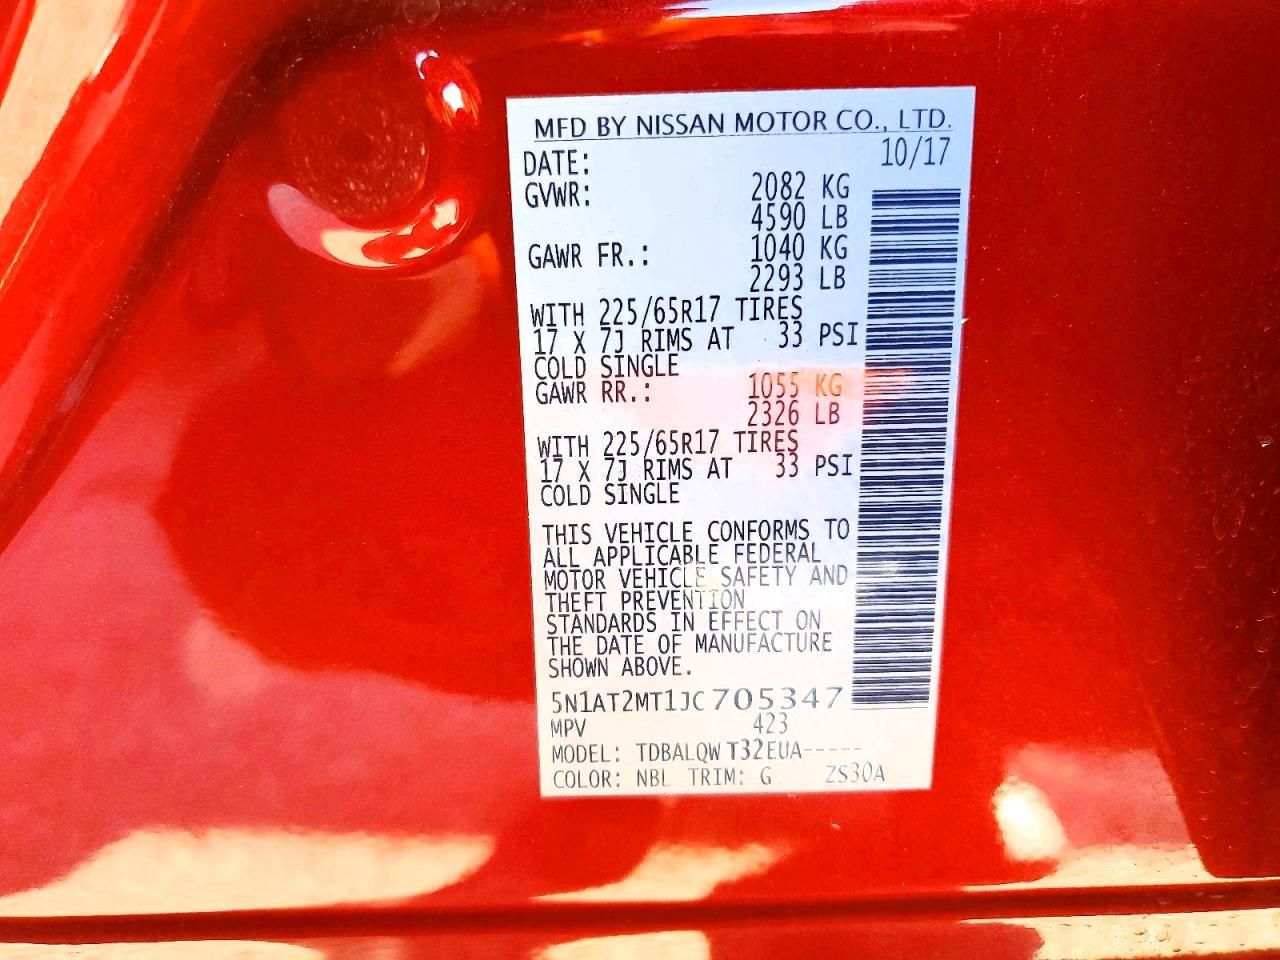 MFD BY NISSAN MOTOR CO., LTD.
DATE: 10/17
GVWR: 2082 KG
4590 LB
GAWR FR.: 1040 KG
2293 LB
WITH 225/65R17 TIRES
17 X 7J RIMS AT 33 PSI
COLD SINGLE
GAWR RR.: 1055 KG
2326 LB
WITH 225/65R17 TIRES
17 X 7J RIMS AT 33 PSI
COLD SINGLE
THIS VEHICLE CONFORMS TO
ALL APPLICABLE FEDERAL
MOTOR VEHICLE SAFETY AND
THEFT PREVENTION
STANDARDS IN EFFECT ON
THE DATE OF MANUFACTURE
SHOWN ABOVE.
5N1AT2MT1JC705347
MPV 423
MODEL: TDBALQW T32EUA-----
COLOR: NBL TRIM: G ZS30A